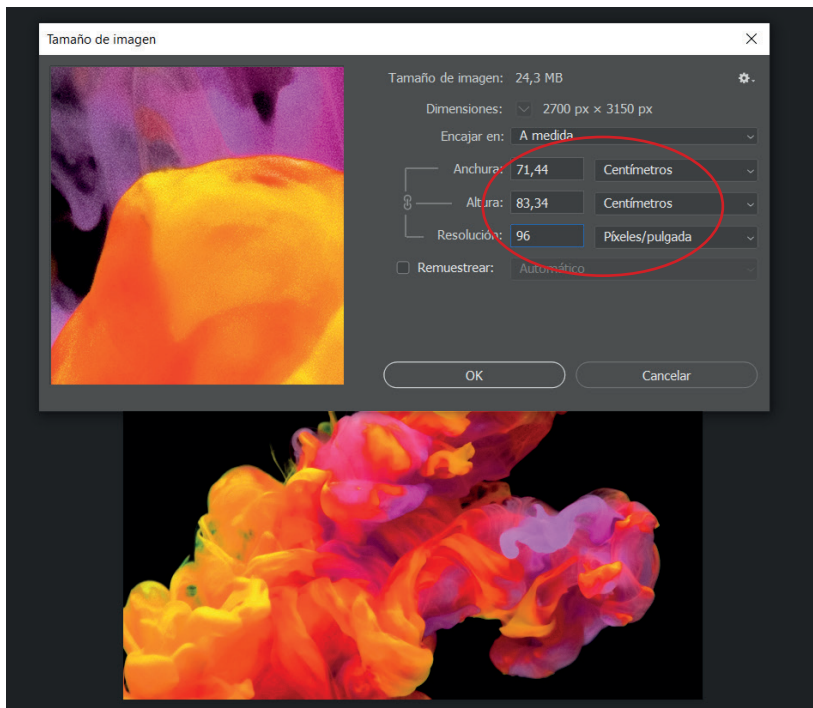 Tamaño de imagen
Tamaño de imagen: 24,3 MB
Dimensiones: 2700 px × 3150 px
Encajar en: A medida
Anchura: 71,44 Centímetros
Altura: 83,34 Centímetros
Resolución: 96 Píxeles/pulgada
Remuestrear: Automático
OK Cancelar